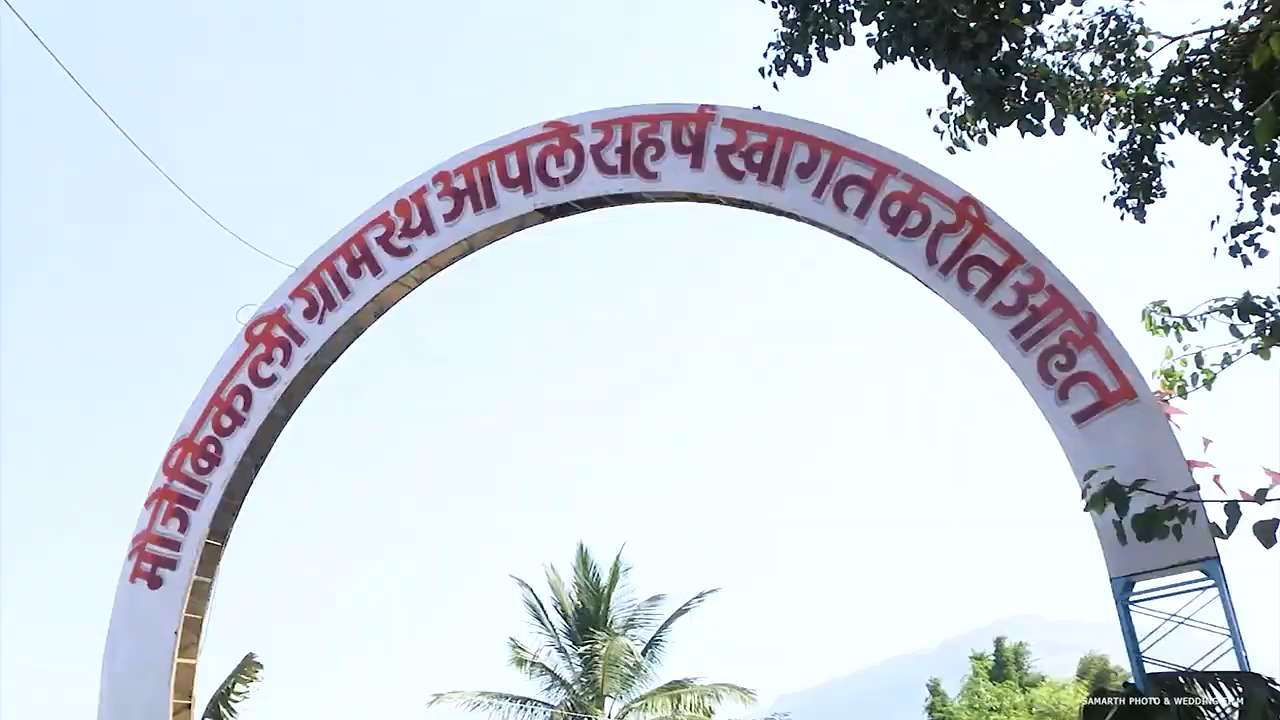 मौजे किकली ग्रामस्थ आपले सहर्ष स्वागत करीत आहेत
SAMARTH PHOTO & WEDDING FILM